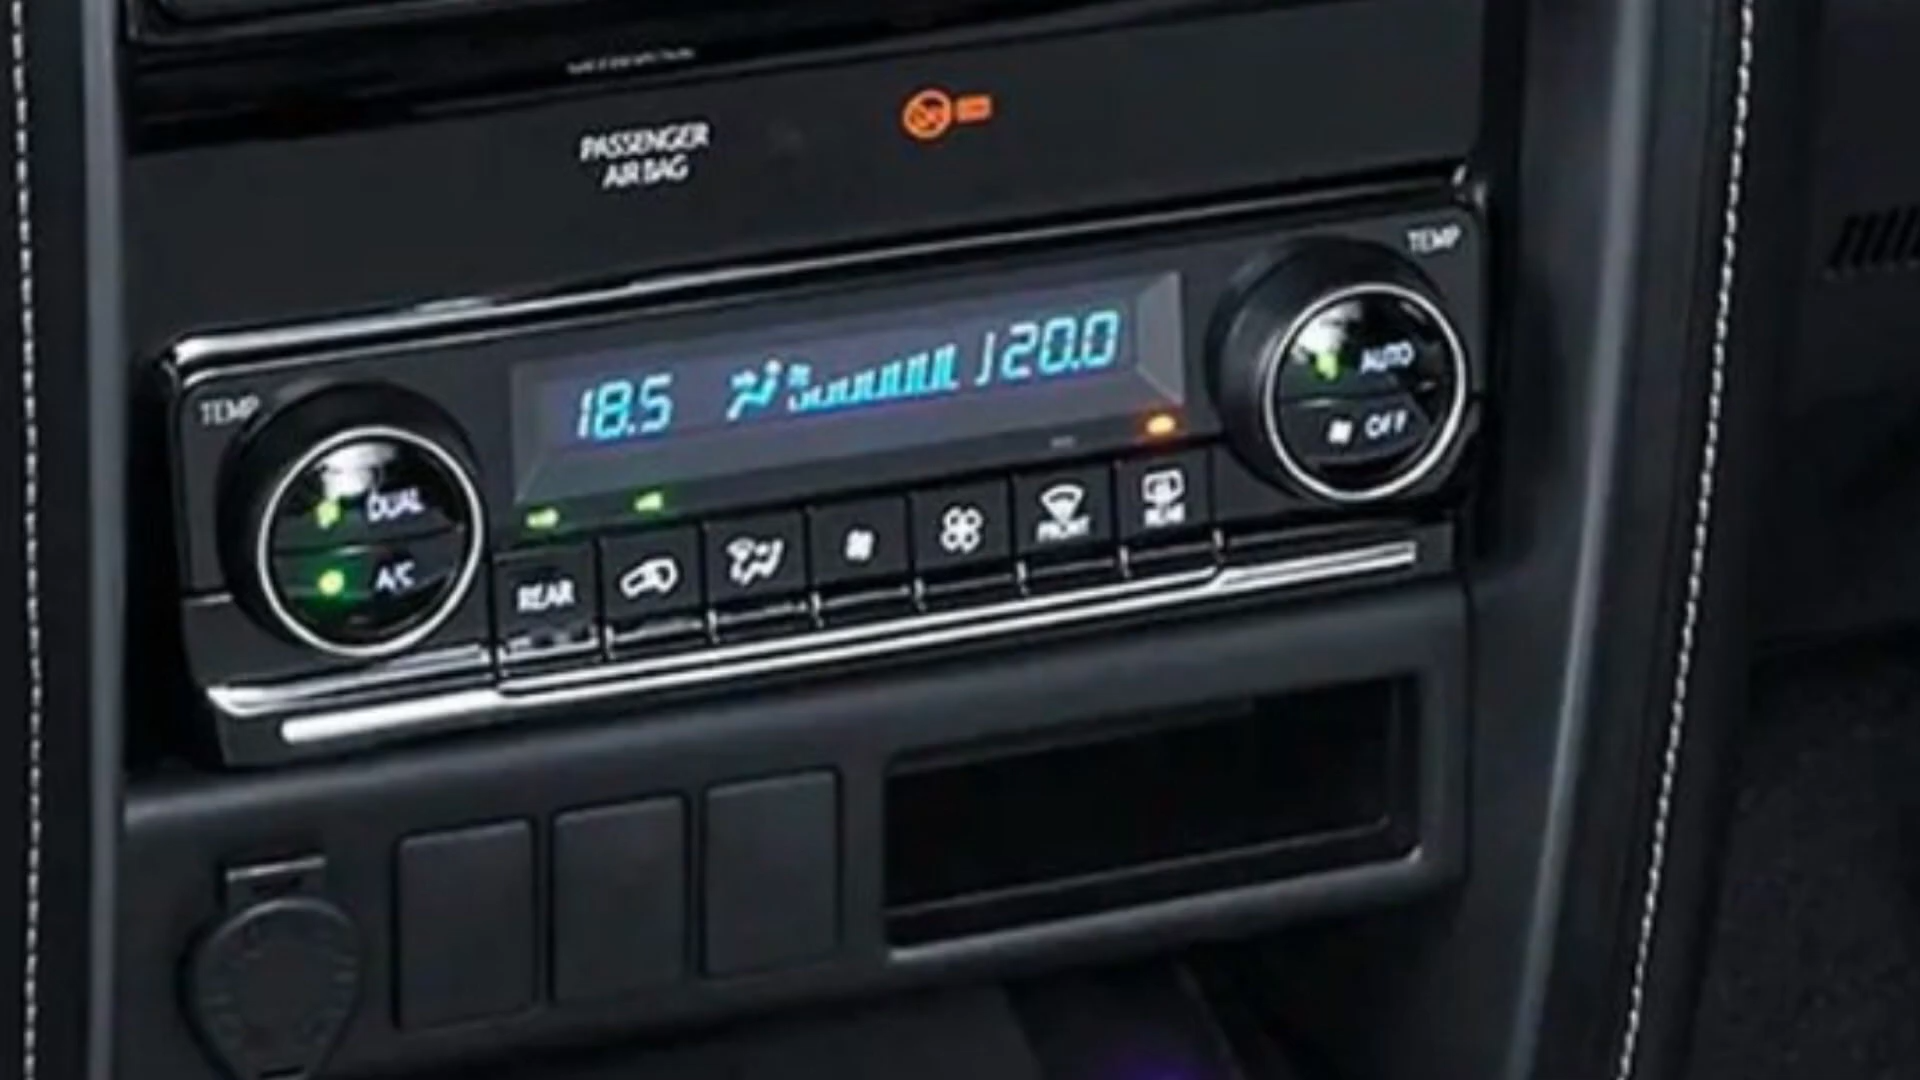 PASSENGER
AIR BAG
TEMP
TEMP
18.5
20.0
AUTO
OFF
DUAL
A/C
REAR
FRONT
REAR